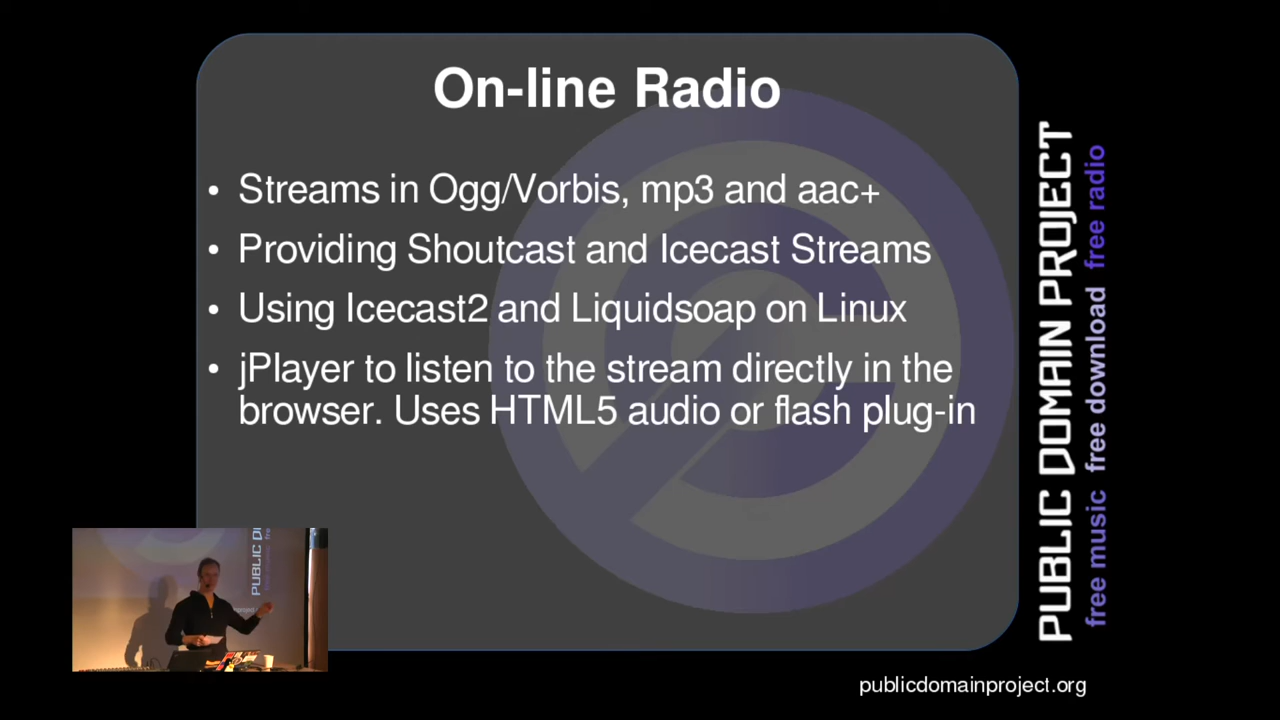 On-line Radio
• Streams in Ogg/Vorbis, mp3 and aac+
• Providing Shoutcast and Icecast Streams
• Using Icecast2 and Liquidsoap on Linux
• jPlayer to listen to the stream directly in the
browser. Uses HTML5 audio or flash plug-in
PUBLIC DOMAIN PROJECT
free music free download free radio
PUBLIC D
publicdomainproject.org